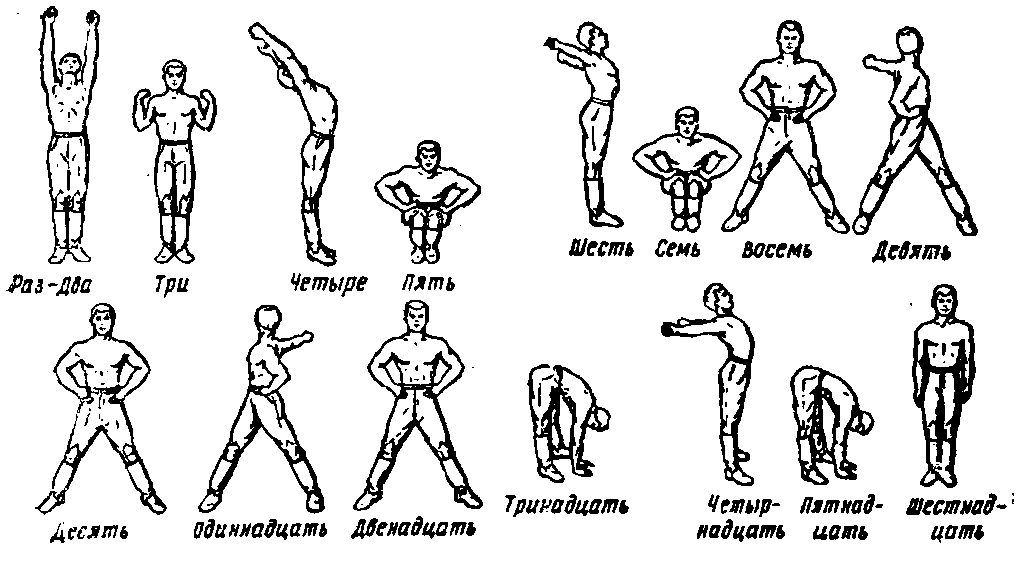 Раз-два
Три
Четыре
Пять
Шесть
Семь
Восемь
Девять
Десять
Одиннадцать
Двенадцать
Тринадцать
Четыр-
надцать
Пятнад-
цать
Шестнад-
цать